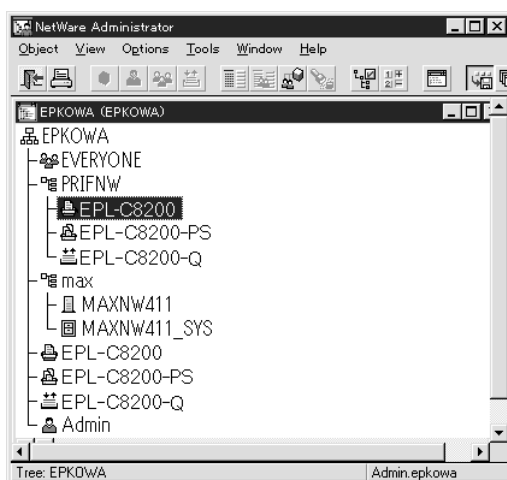 NetWare Administrator
Object View Options Tools Window Help
EPKOWA (EPKOWA)
EPKOWA
EVERYONE
PRIFNW
EPL-C8200
EPL-C8200-PS
EPL-C8200-Q
max
MAXNW411
MAXNW411_SYS
EPL-C8200
EPL-C8200-PS
EPL-C8200-Q
Admin
Tree: EPKOWA Admin.epkowa